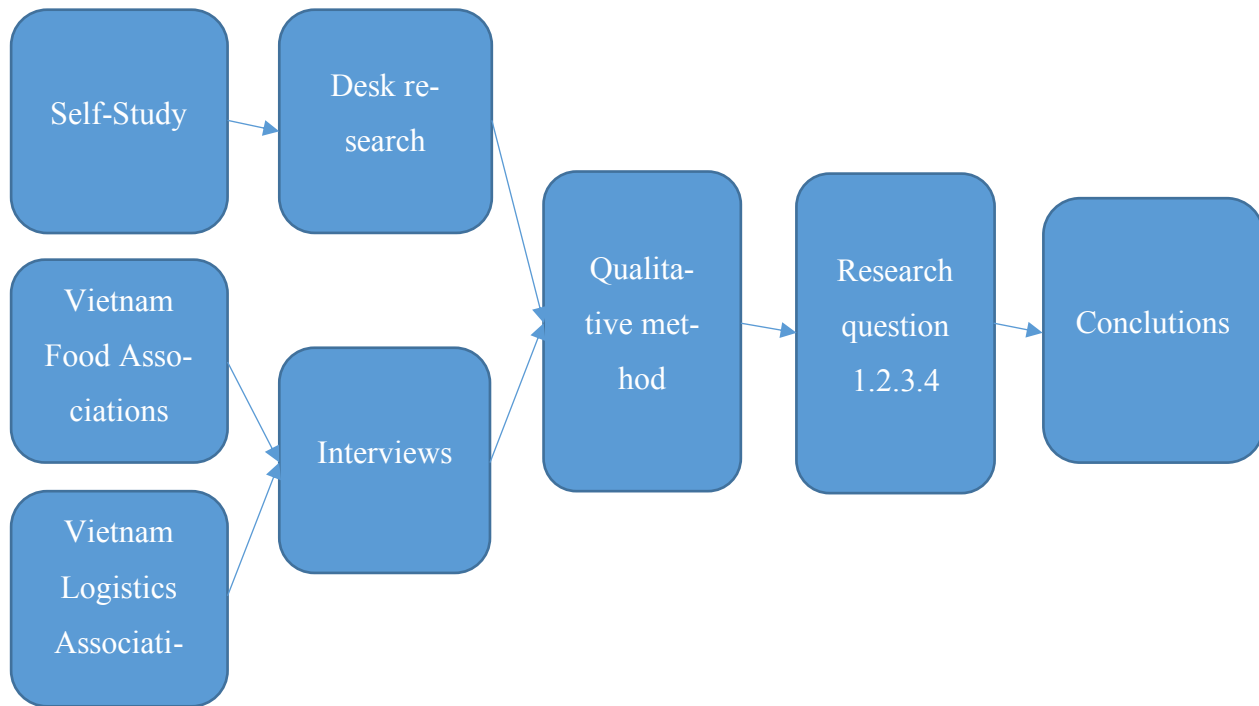 Self-Study
Desk re-
search
Vietnam
Food Asso-
ciations
Interviews
Vietnam
Logistics
Associati-
Qualita-
tive met-
hod
Research
question
1.2.3.4
Conclutions